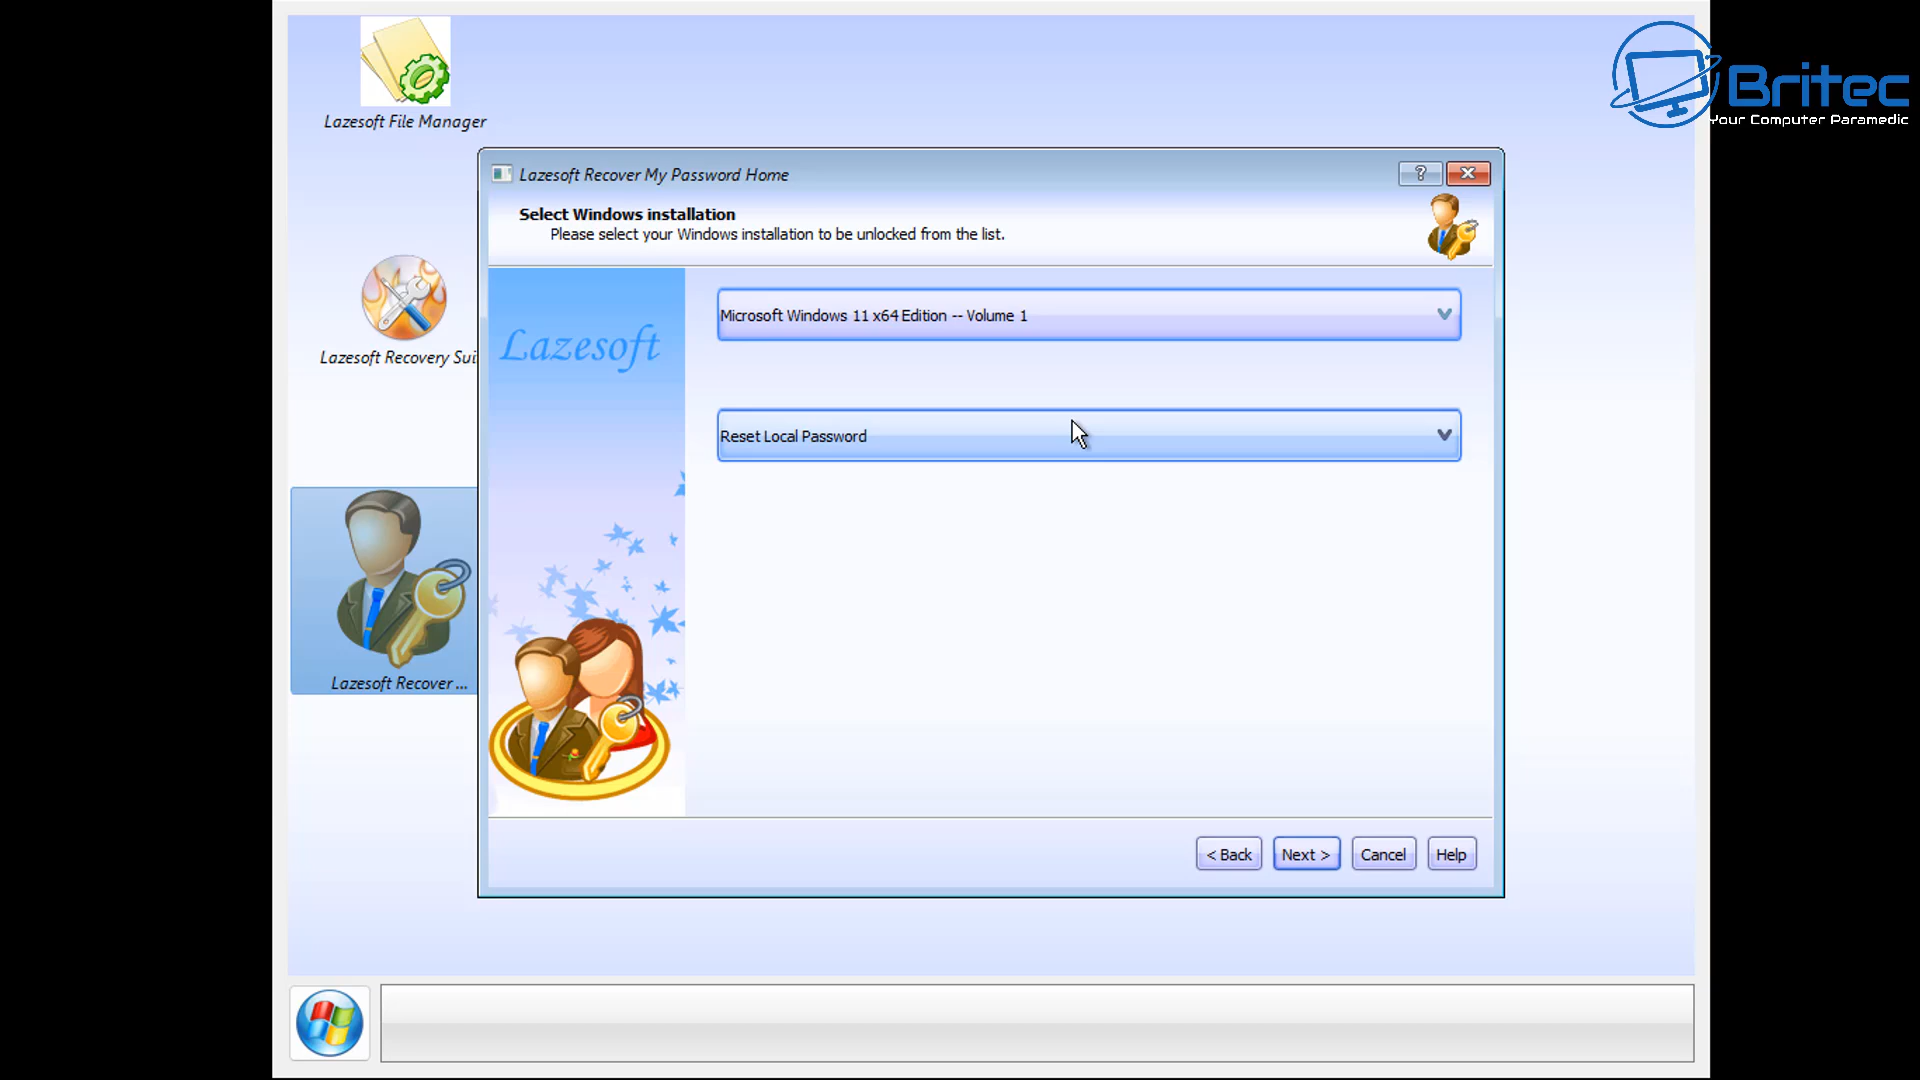 Britec
Your Computer Paramedic
Lazesoft File Manager
Lazesoft Recovery Sui
Lazesoft Recover ...
Lazesoft Recover My Password Home
?
Select Windows installation
Please select your Windows installation to be unlocked from the list.
Lazesoft
Microsoft Windows 11 x64 Edition -- Volume 1
Reset Local Password
< Back
Next >
Cancel
Help